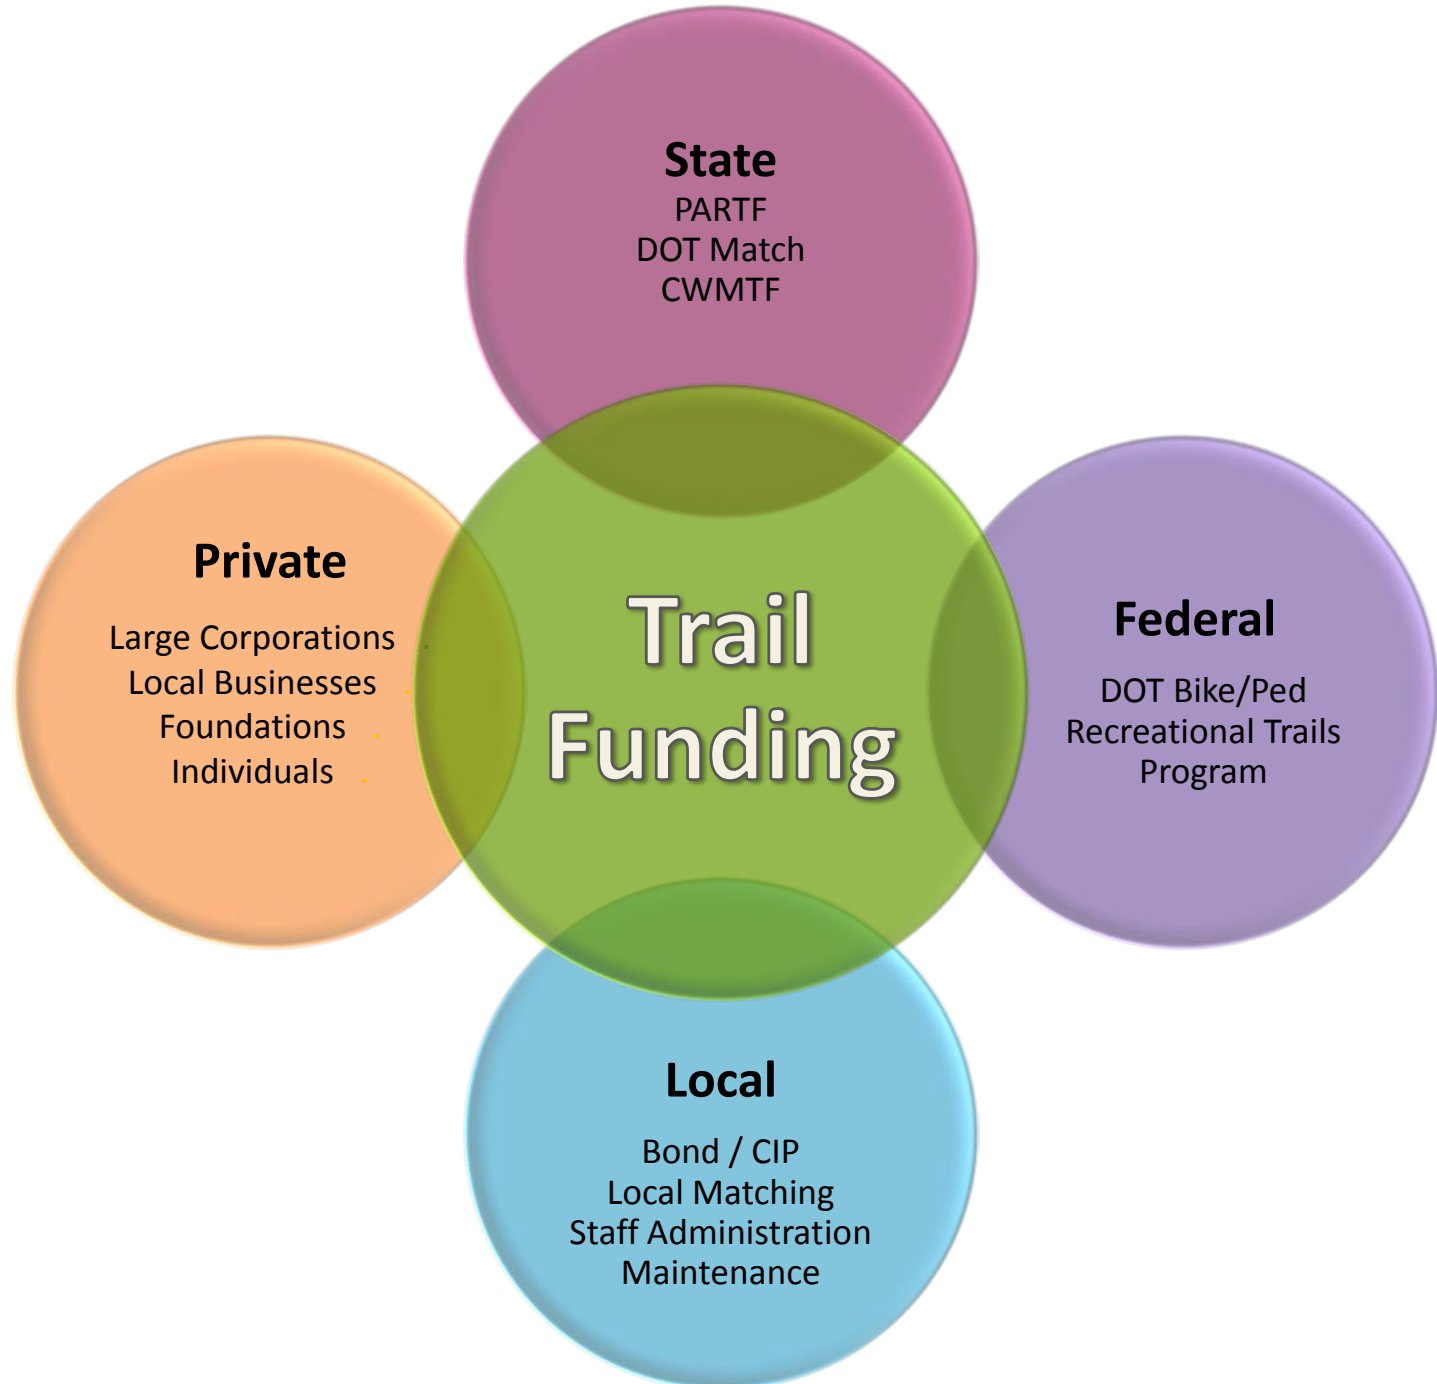 State
PARTF
DOT Match
CWMTF
Private
Large Corporations
Local Businesses
Foundations
Individuals
Trail
Funding
Federal
DOT Bike/Ped
Recreational Trails
Program
Local
Bond / CIP
Local Matching
Staff Administration
Maintenance